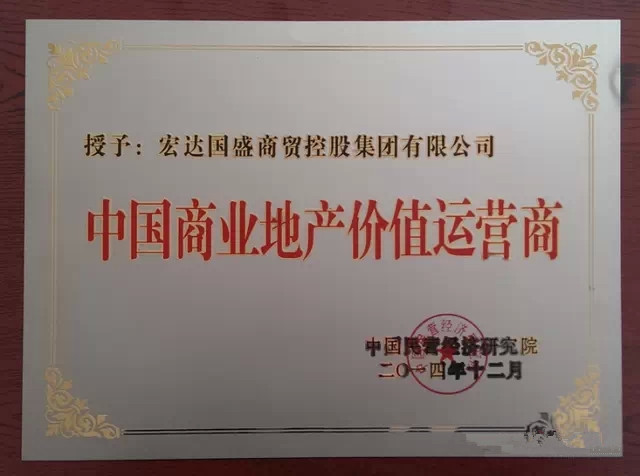 授予：宏达国盛商贸控股集团有限公司
中国商业地产价值运营商
中国民营经济研究院
二〇一四年十二月